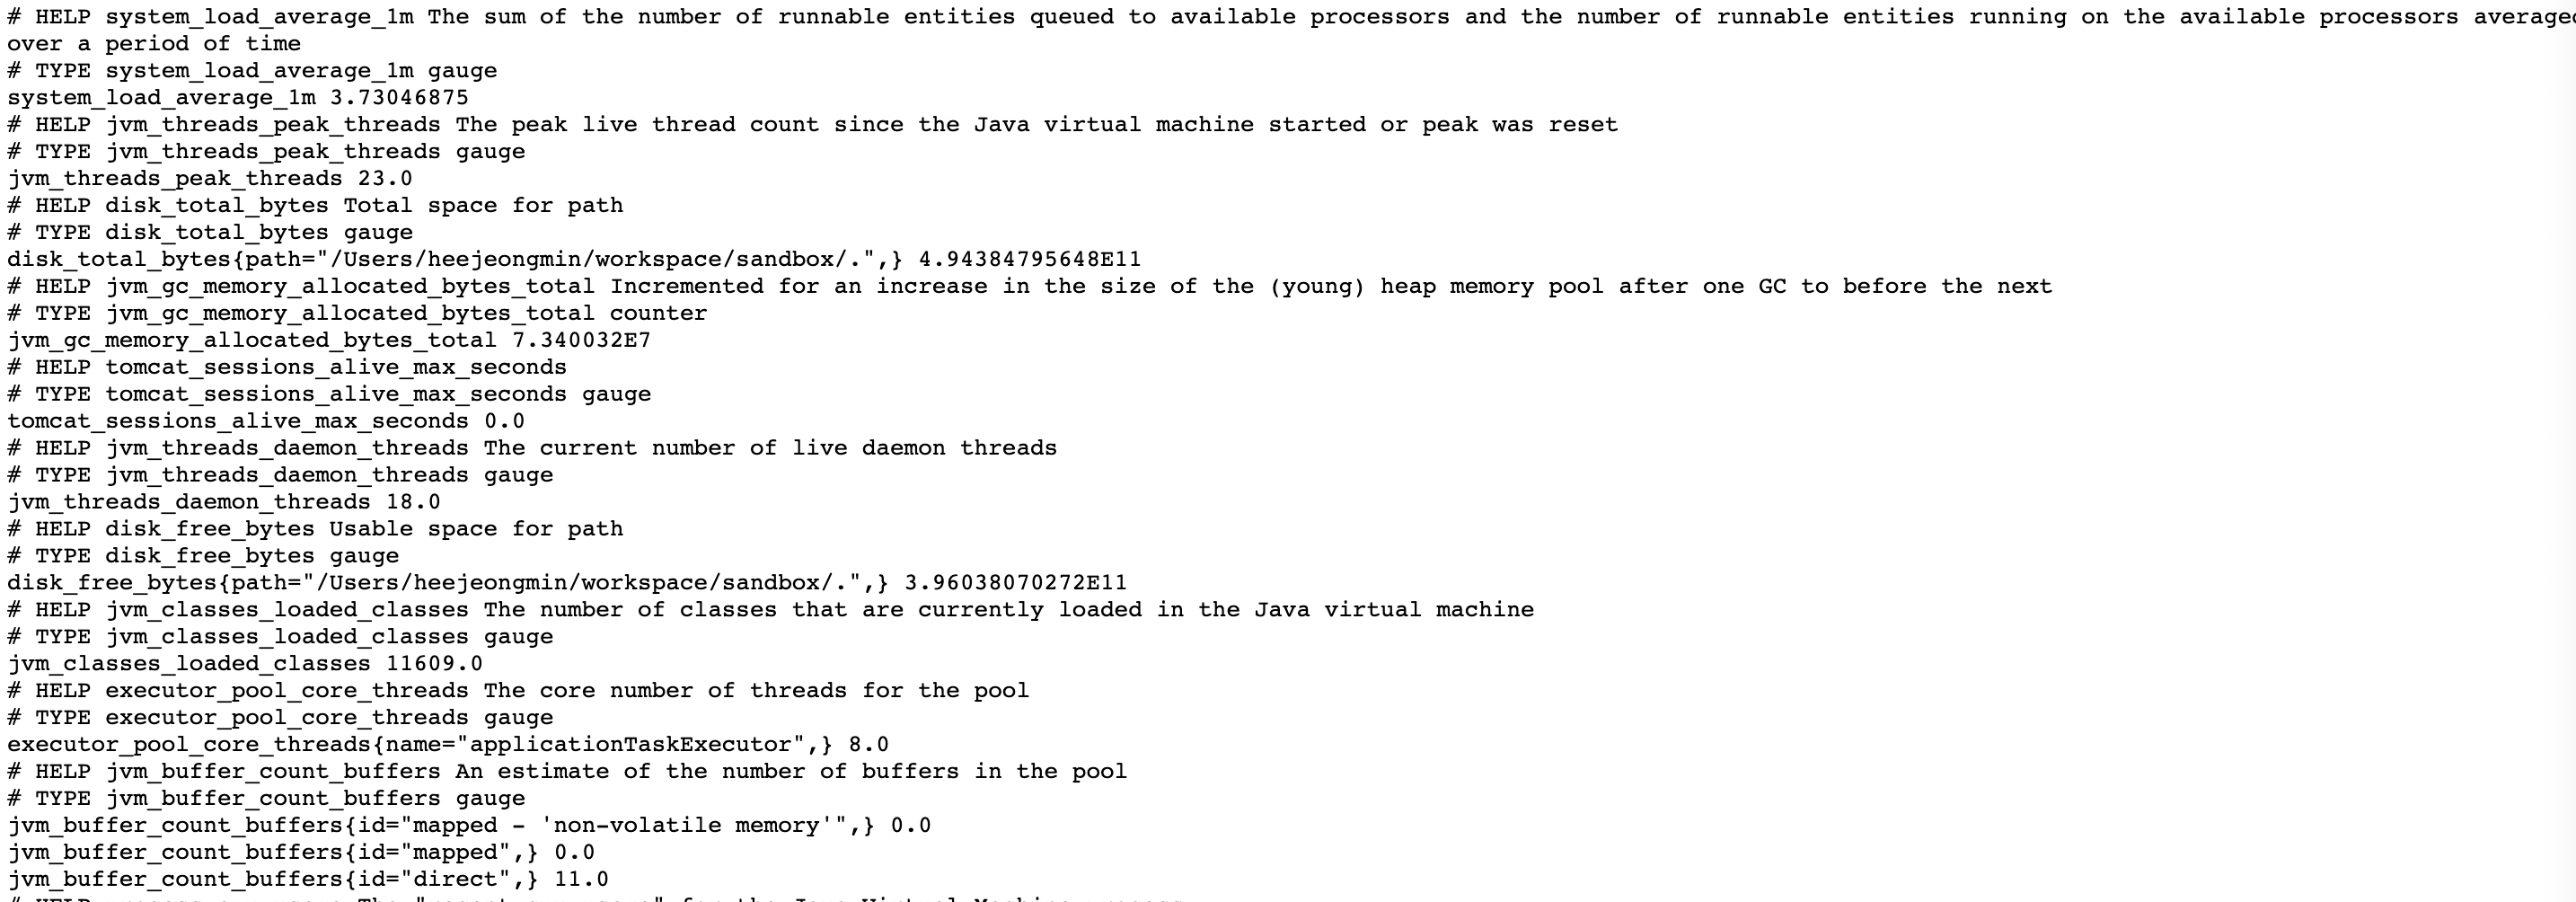 # HELP system_load_average_1m The sum of the number of runnable entities queued to available processors and the number of runnable entities running on the available processors averaged
over a period of time
# TYPE system_load_average_1m gauge
system_load_average_1m 3.73046875
# HELP jvm_threads_peak_threads The peak live thread count since the Java virtual machine started or peak was reset
# TYPE jvm_threads_peak_threads gauge
jvm_threads_peak_threads 23.0
# HELP disk_total_bytes Total space for path
# TYPE disk_total_bytes gauge
disk_total_bytes{path="/Users/heejeongmin/workspace/sandbox/.",} 4.94384795648E11
# HELP jvm_gc_memory_allocated_bytes_total Incremented for an increase in the size of the (young) heap memory pool after one GC to before the next
# TYPE jvm_gc_memory_allocated_bytes_total counter
jvm_gc_memory_allocated_bytes_total 7.340032E7
# HELP tomcat_sessions_alive_max_seconds
# TYPE tomcat_sessions_alive_max_seconds gauge
tomcat_sessions_alive_max_seconds 0.0
# HELP jvm_threads_daemon_threads The current number of live daemon threads
# TYPE jvm_threads_daemon_threads gauge
jvm_threads_daemon_threads 18.0
# HELP disk_free_bytes Usable space for path
# TYPE disk_free_bytes gauge
disk_free_bytes{path="/Users/heejeongmin/workspace/sandbox/.",} 3.96038070272E11
# HELP jvm_classes_loaded_classes The number of classes that are currently loaded in the Java virtual machine
# TYPE jvm_classes_loaded_classes gauge
jvm_classes_loaded_classes 11609.0
# HELP executor_pool_core_threads The core number of threads for the pool
# TYPE executor_pool_core_threads gauge
executor_pool_core_threads{name="applicationTaskExecutor",} 8.0
# HELP jvm_buffer_count_buffers An estimate of the number of buffers in the pool
# TYPE jvm_buffer_count_buffers gauge
jvm_buffer_count_buffers{id="mapped - 'non-volatile memory'",} 0.0
jvm_buffer_count_buffers{id="mapped",} 0.0
jvm_buffer_count_buffers{id="direct",} 11.0